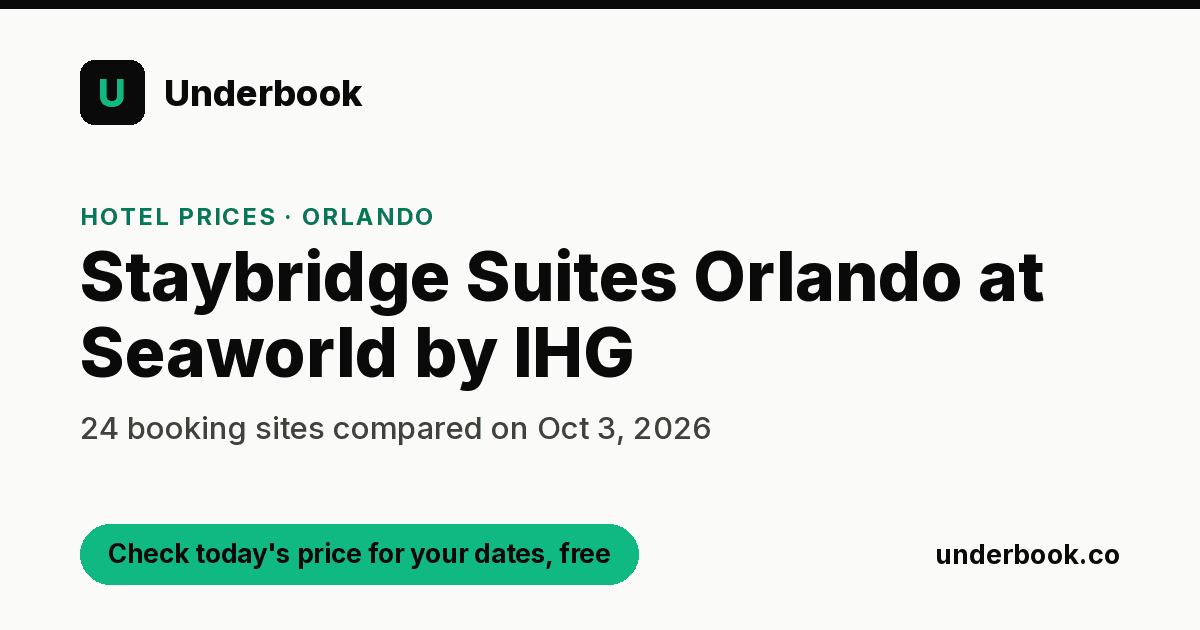 U Underbook
HOTEL PRICES · ORLANDO
Staybridge Suites Orlando at
Seaworld by IHG
24 booking sites compared on Oct 3, 2026
Check today's price for your dates, free
underbook.co